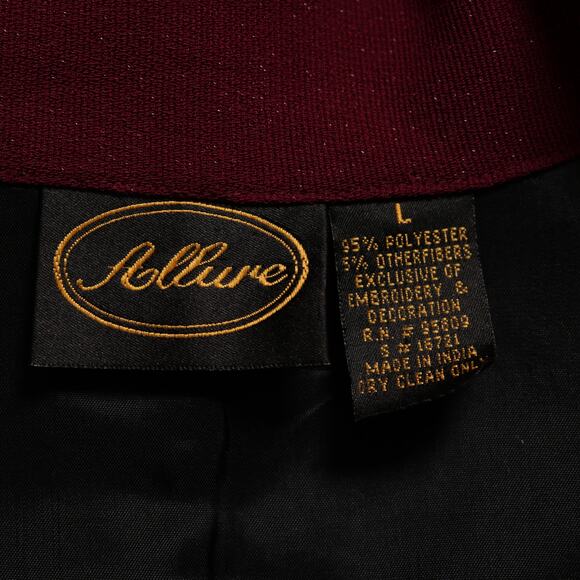 Allure
L
95% POLYESTER
5% OTHERFIBERS
EXCLUSIVE OF
EMBROIDERY &
DECORATION
R.N. # 95809
S # 16721
MADE IN INDIA
DRY CLEAN ONLY